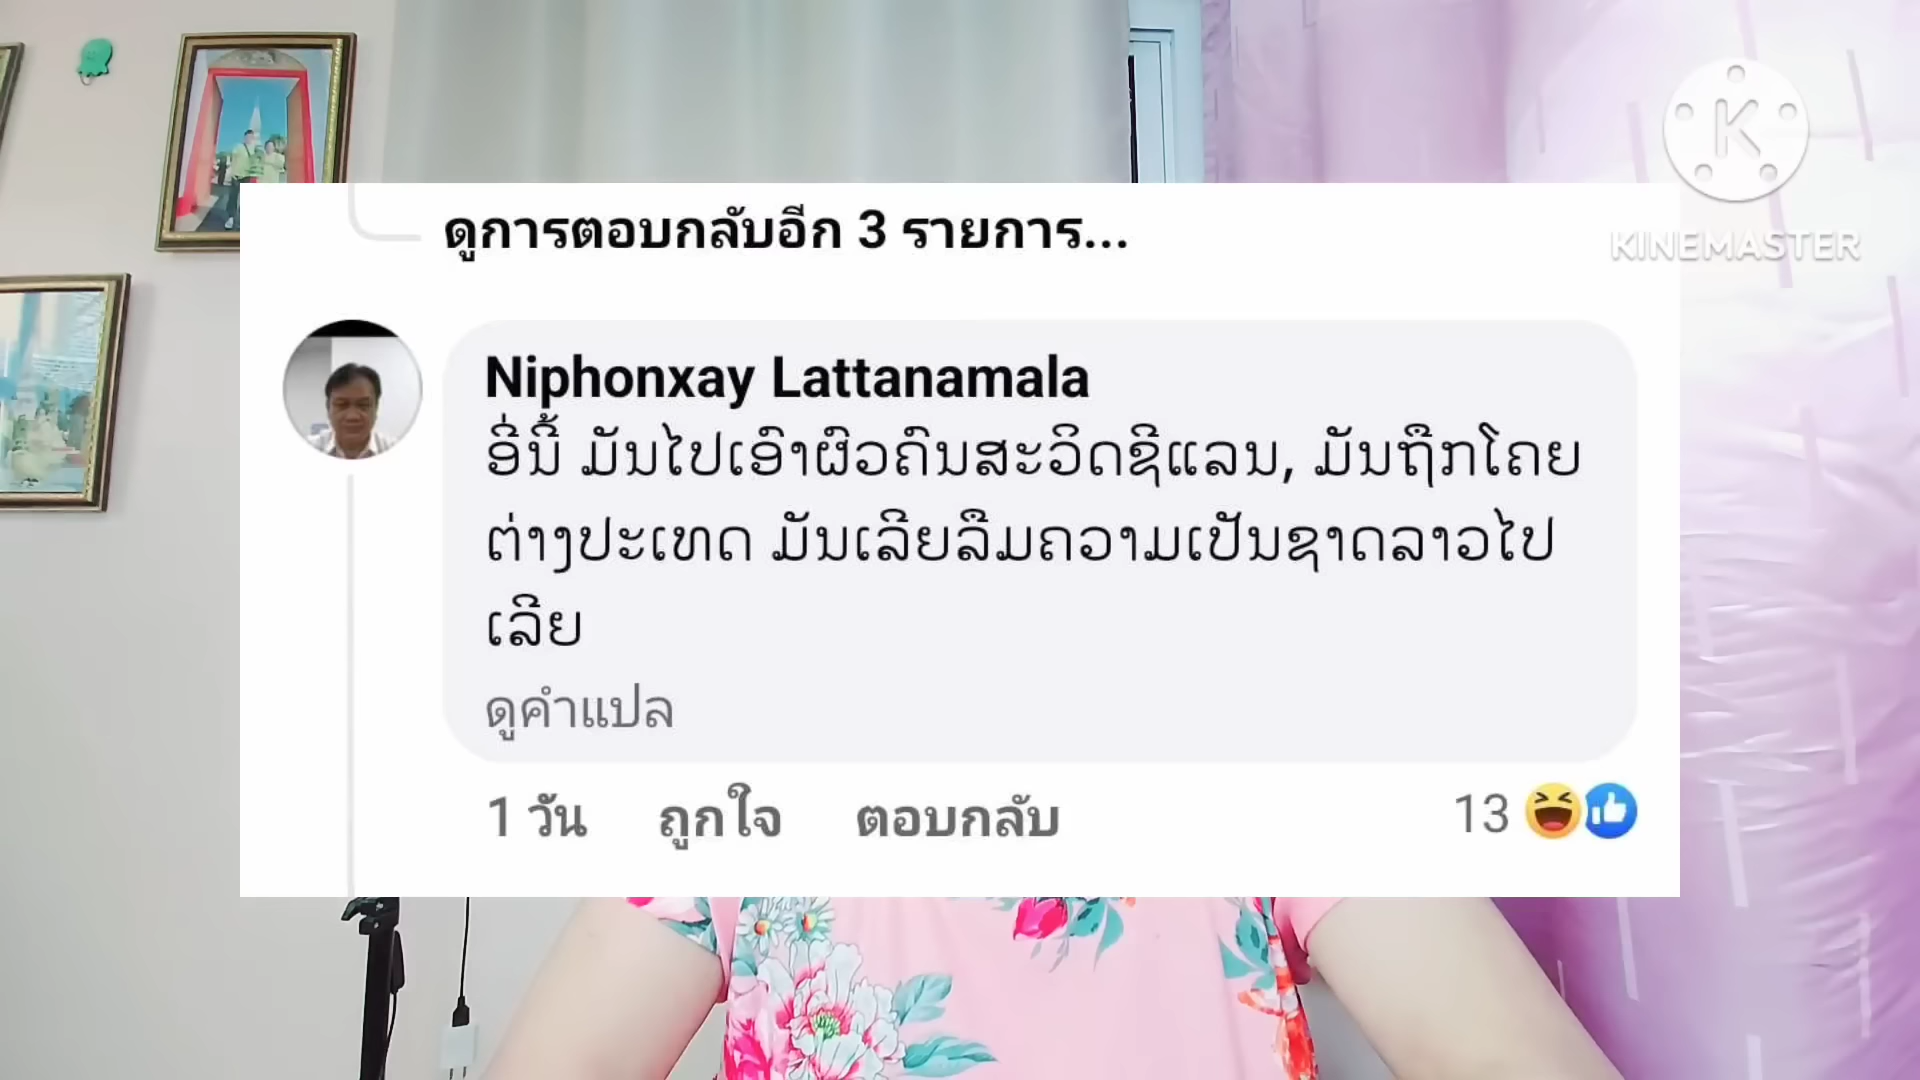 KINEMASTER
ดูการตอบกลับอีก 3 รายการ...
Niphonxay Lattanamala
ອີ່ນີ້ ມັນໄປເອົາຜົວຄົນສະວິດຊີແລນ, ມັນຖືກໂຄຍ
ຕ່າງປະເທດ ມັນເລີຍລືມຄວາມເປັນຊາດລາວໄປ
ເລີຍ
ดูคำแปล
1 วัน ถูกใจ ตอบกลับ 13